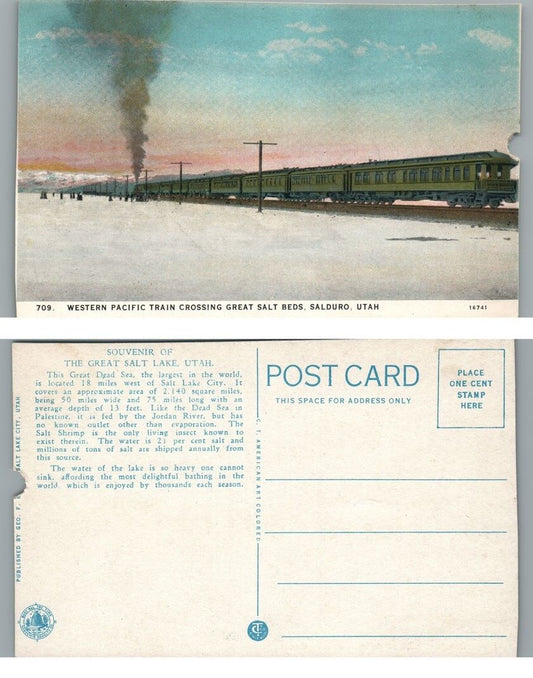 709. WESTERN PACIFIC TRAIN CROSSING GREAT SALT BEDS, SALDURO, UTAH
16741
SOUVENIR OF
THE GREAT SALT LAKE, UTAH.
This Great Dead Sea, the largest in the world,
is located 18 miles west of Salt Lake City. It
covers an approximate area of 2,140 square miles,
being 50 miles wide and 75 miles long with an
average depth of 13 feet. Like the Dead Sea in
Palestine, it is fed by the Jordan River, but has
no known outlet other than evaporation. The
Salt Shrimp is the only living insect known to
exist therein. The water is 21 per cent salt and
millions of tons of salt are shipped annually from
this source.
The water of the lake is so heavy one cannot
sink, affording the most delightful bathing in the
world, which is enjoyed by thousands each season.
PUBLISHED BY GEO. F.
SALT LAKE CITY, UTAH
C. T. AMERICAN ART COLORED
POST CARD
THIS SPACE FOR ADDRESS ONLY
PLACE
ONE CENT
STAMP
HERE